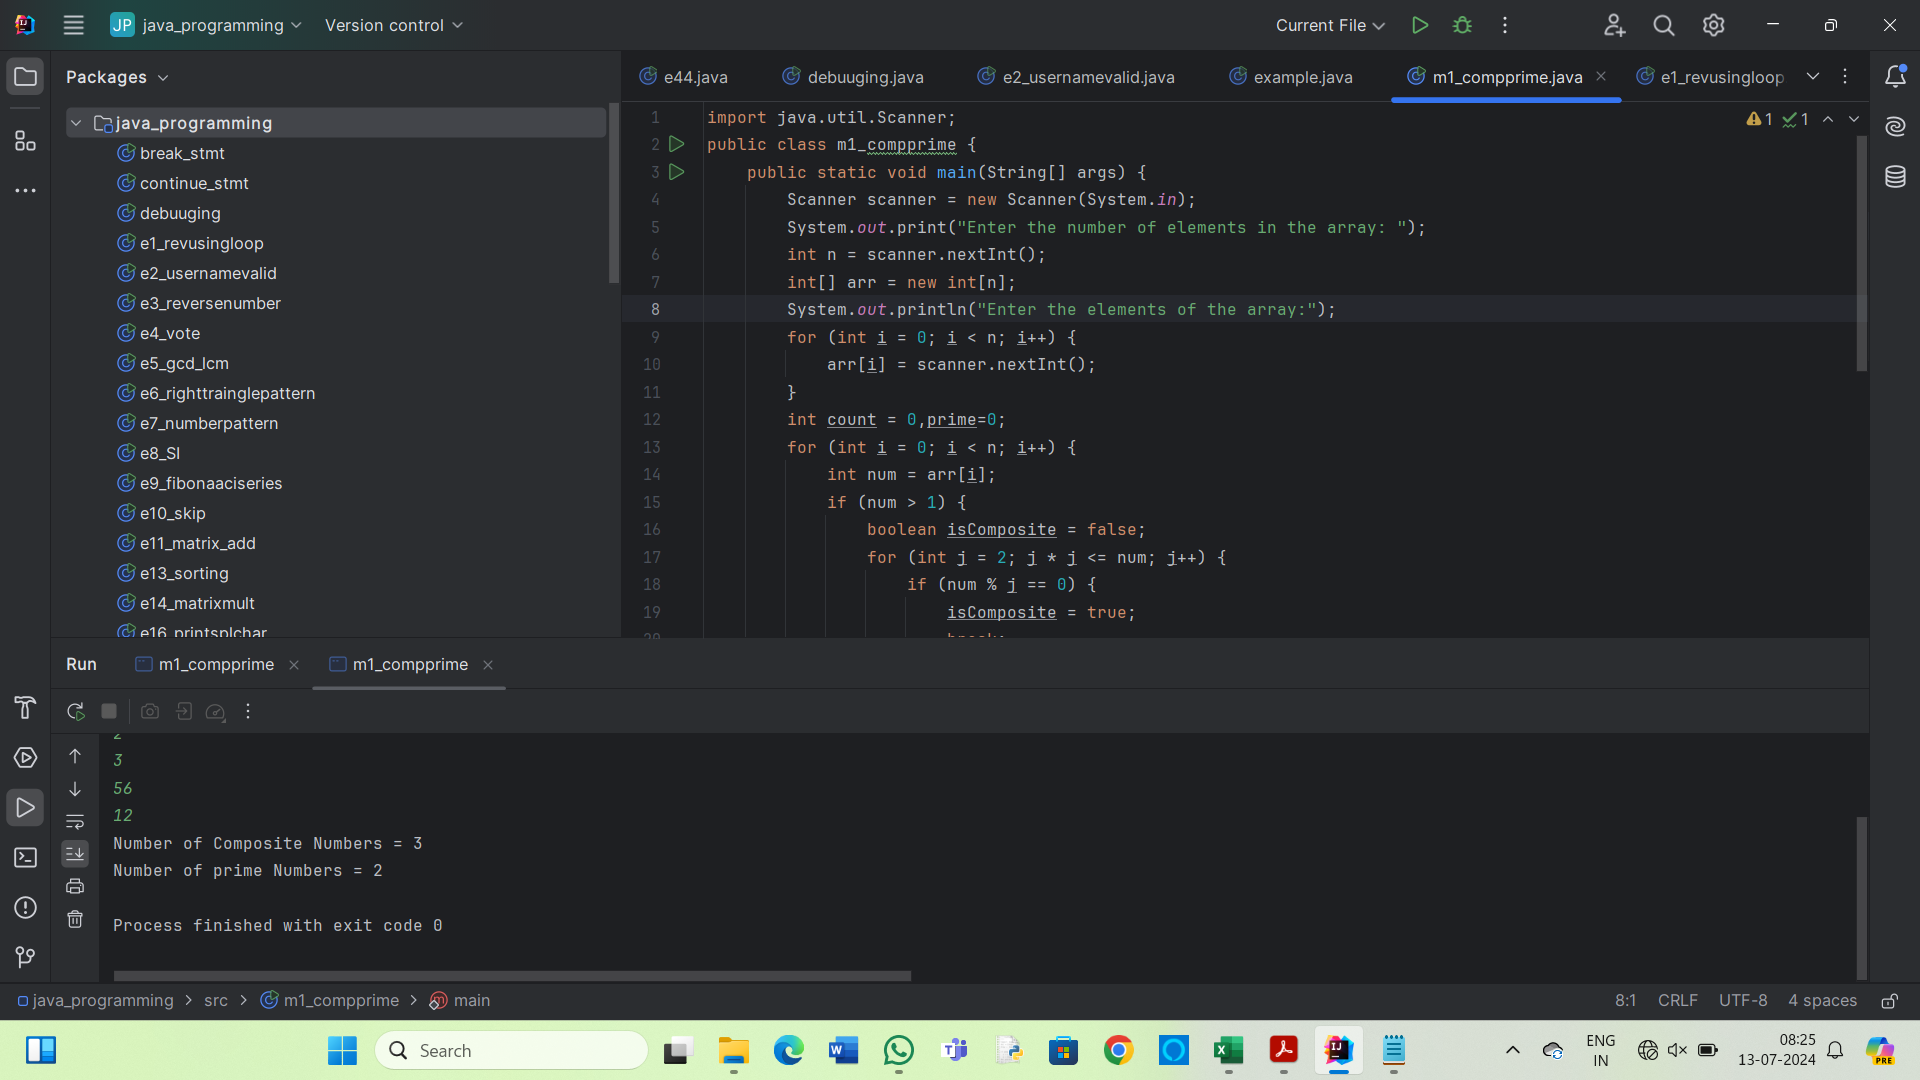 JP java_programming Version control Current File
Packages
java_programming
break_stmt
continue_stmt
debuuging
e1_revusingloop
e2_usernamevalid
e3_reversenumber
e4_vote
e5_gcd_lcm
e6_righttrainglepattern
e7_numberpattern
e8_SI
e9_fibonaaciseries
e10_skip
e11_matrix_add
e13_sorting
e14_matrixmult
e16_printsplchar
e44.java debuuging.java e2_usernamevalid.java example.java m1_compprime.java e1_revusingloop
1 1
1 import java.util.Scanner;
2 public class m1_compprime {
3 public static void main(String[] args) {
4 Scanner scanner = new Scanner(System.in);
5 System.out.print("Enter the number of elements in the array: ");
6 int n = scanner.nextInt();
7 int[] arr = new int[n];
8 System.out.println("Enter the elements of the array:");
9 for (int i = 0; i < n; i++) {
10 arr[i] = scanner.nextInt();
11 }
12 int count = 0,prime=0;
13 for (int i = 0; i < n; i++) {
14 int num = arr[i];
15 if (num > 1) {
16 boolean isComposite = false;
17 for (int j = 2; j * j <= num; j++) {
18 if (num % j == 0) {
19 isComposite = true;
20 break;
Run m1_compprime m1_compprime
2
3
56
12
Number of Composite Numbers = 3
Number of prime Numbers = 2
Process finished with exit code 0
java_programming > src > m1_compprime > main 8:1 CRLF UTF-8 4 spaces
Search
ENG
IN
08:25
13-07-2024
PRE